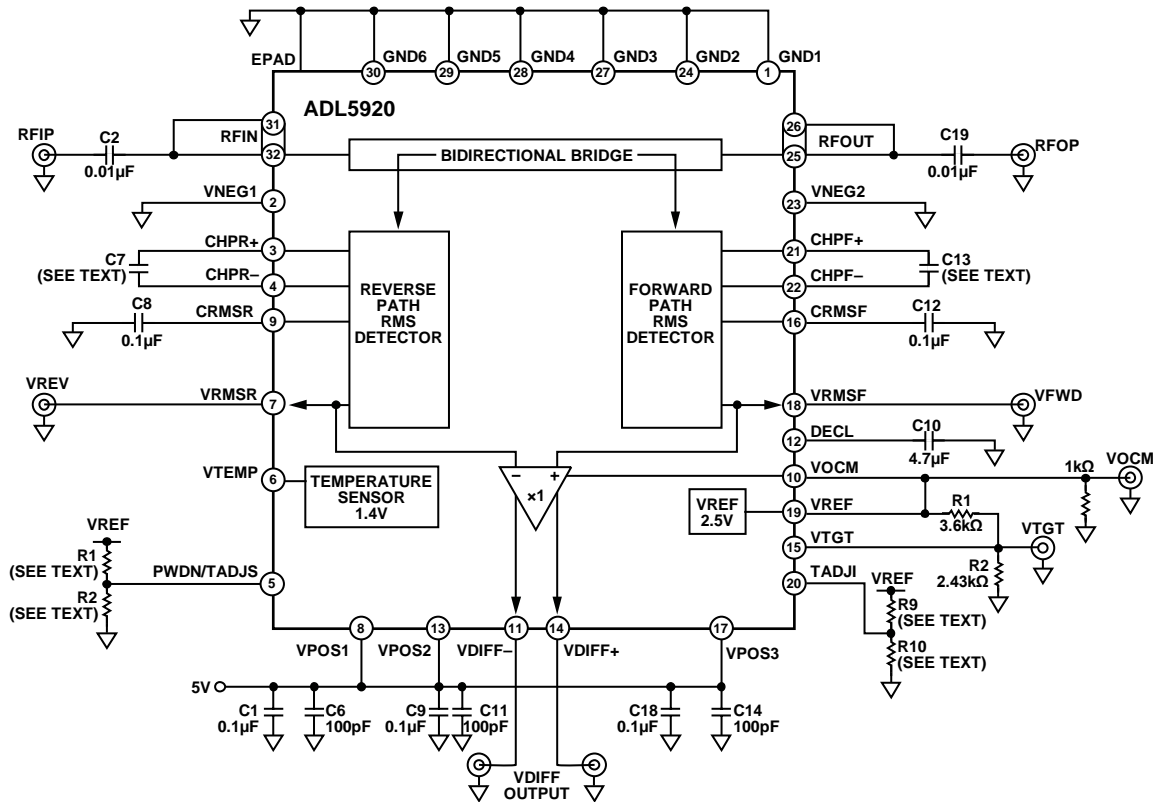 EPAD
GND6
GND5
GND4
GND3
GND2
GND1
30
29
28
27
24
1
ADL5920
RFIP
C2
0.01µF
RFIN
31
32
BIDIRECTIONAL BRIDGE
26
25
RFOUT
C19
0.01µF
RFOP
VNEG1
2
23
VNEG2
C7
(SEE TEXT)
CHPR+
3
CHPR–
4
C8
0.1µF
CRMSR
9
REVERSE
PATH
RMS
DETECTOR
FORWARD
PATH
RMS
DETECTOR
21
CHPF+
22
CHPF–
C13
(SEE TEXT)
16
CRMSF
C12
0.1µF
VREV
VRMSR
7
18
VRMSF
VFWD
12
DECL
C10
4.7µF
VTEMP
6
TEMPERATURE
SENSOR
1.4V
– +
×1
10
VOCM
1kΩ
VOCM
VREF
2.5V
19
VREF
R1
3.6kΩ
15
VTGT
VTGT
R2
2.43kΩ
VREF
R1
(SEE TEXT)
R2
(SEE TEXT)
PWDN/TADJS
5
20
TADJI
VREF
R9
(SEE TEXT)
R10
(SEE TEXT)
8
13
11
14
17
VPOS1
VPOS2
VDIFF–
VDIFF+
VPOS3
5V
C1
0.1µF
C6
100pF
C9
0.1µF
C11
100pF
C18
0.1µF
C14
100pF
VDIFF
OUTPUT